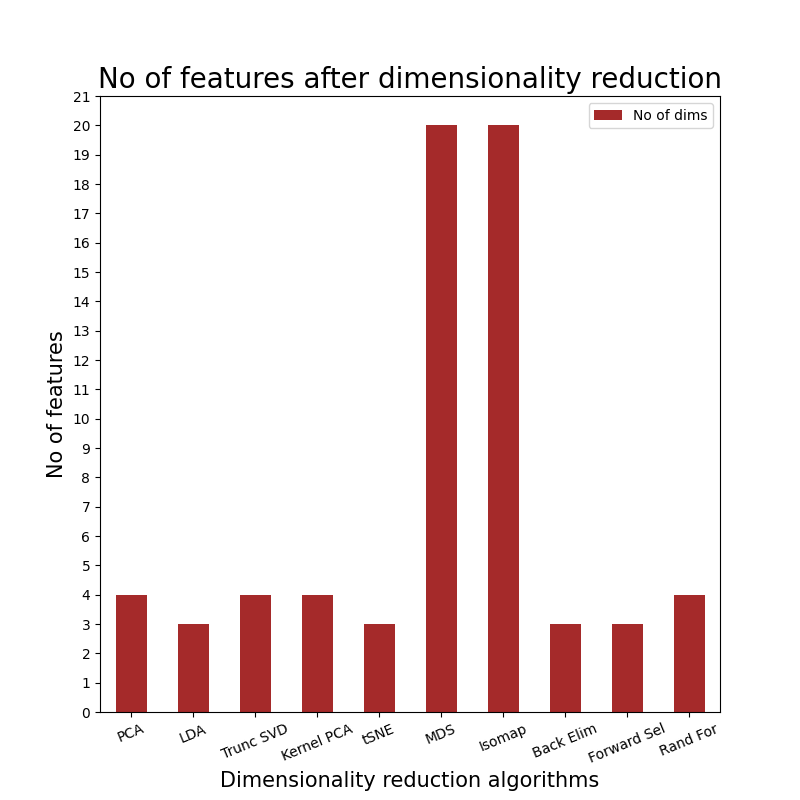 No of features after dimensionality reduction
No of dims
No of features
21
20
19
18
17
16
15
14
13
12
11
10
9
8
7
6
5
4
3
2
1
0
PCA
LDA
Trunc SVD
Kernel PCA
tSNE
MDS
Isomap
Back Elim
Forward Sel
Rand For
Dimensionality reduction algorithms